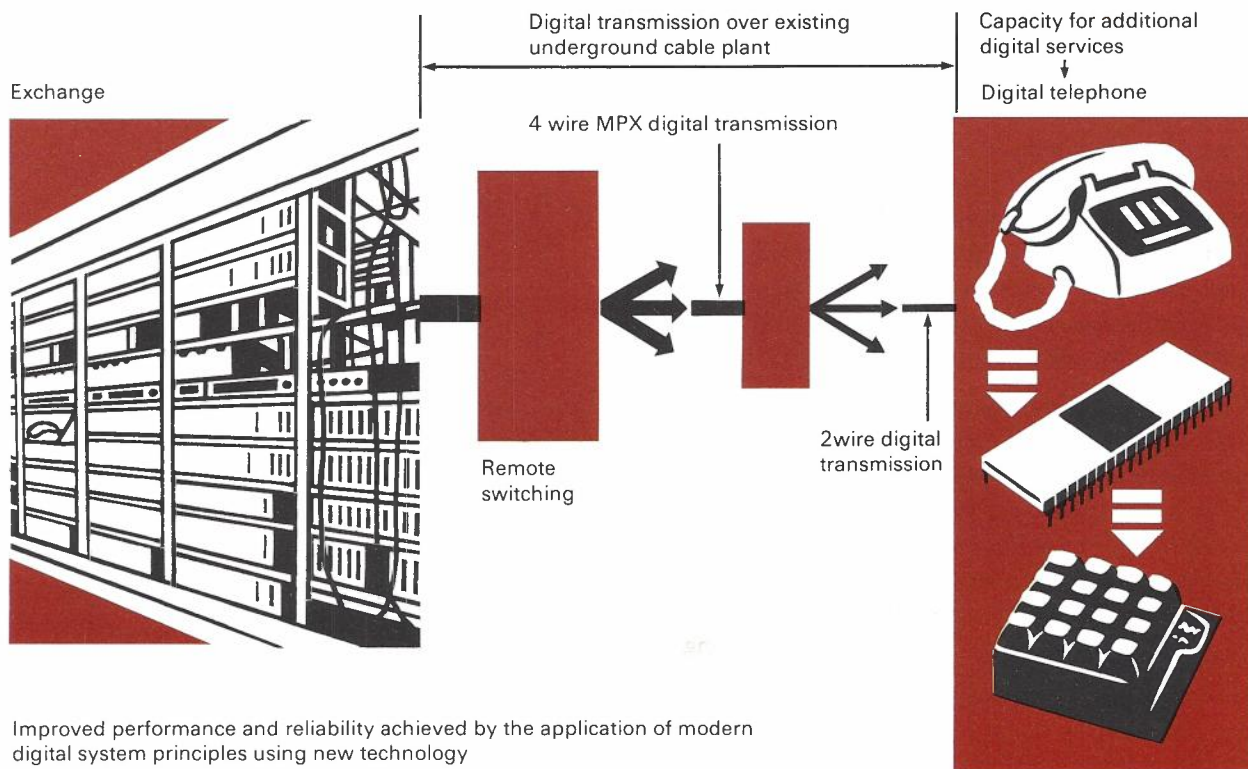 Digital transmission over existing
underground cable plant
Capacity for additional
digital services
Digital telephone
Exchange
4 wire MPX digital transmission
2wire digital
transmission
Remote
switching
Improved performance and reliability achieved by the application of modern
digital system principles using new technology